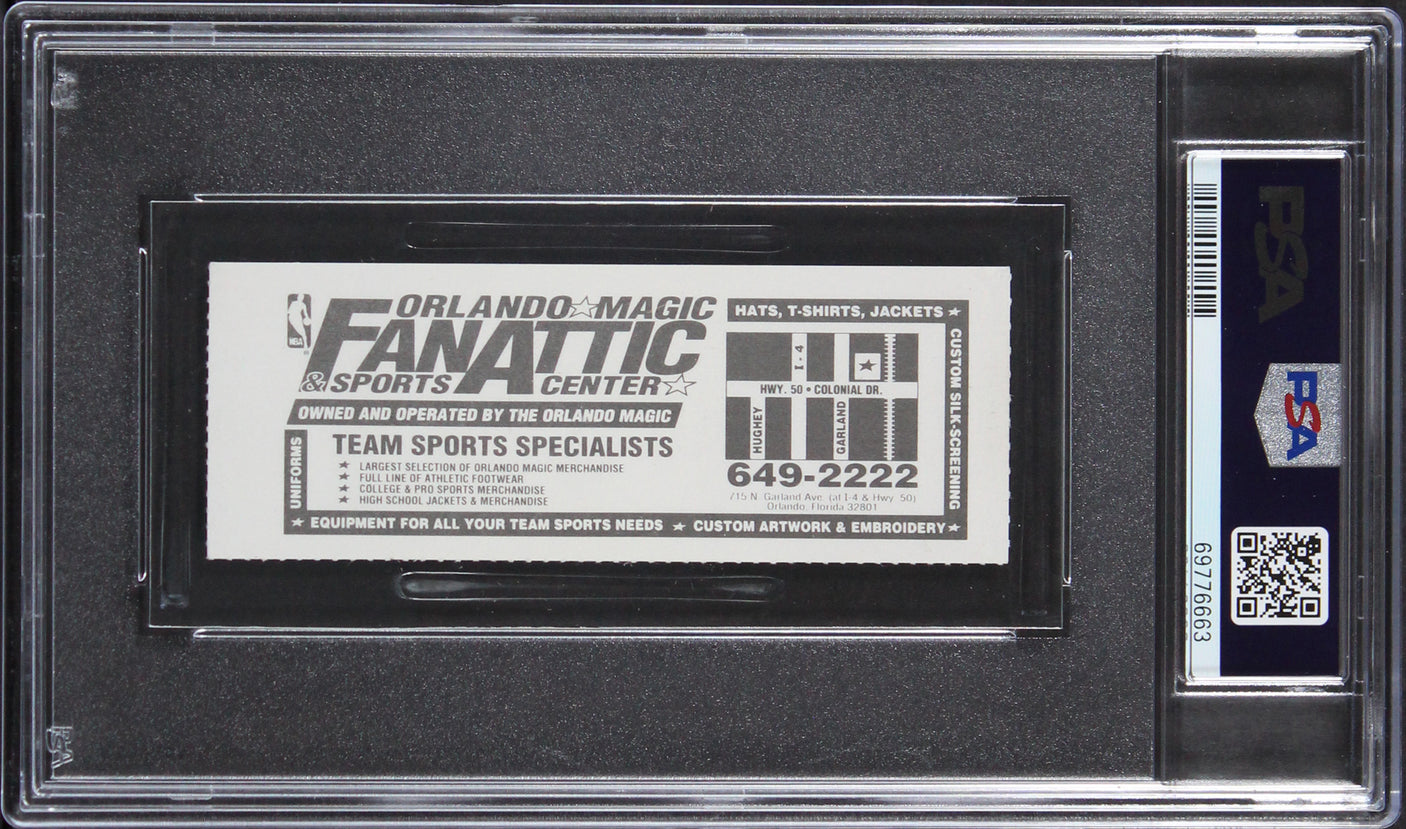 NBA
ORLANDO☆MAGIC
FANATTIC
& SPORTS CENTER☆
OWNED AND OPERATED BY THE ORLANDO MAGIC
UNIFORMS
TEAM SPORTS SPECIALISTS
★ LARGEST SELECTION OF ORLANDO MAGIC MERCHANDISE
★ FULL LINE OF ATHLETIC FOOTWEAR
★ COLLEGE & PRO SPORTS MERCHANDISE
★ HIGH SCHOOL JACKETS & MERCHANDISE
★ EQUIPMENT FOR ALL YOUR TEAM SPORTS NEEDS ★ CUSTOM ARTWORK & EMBROIDERY ★
HATS, T-SHIRTS, JACKETS ★
CUSTOM SILK-SCREENING
I-4
★
HWY. 50 • COLONIAL DR.
HUGHEY
GARLAND
649-2222
715 N. Garland Ave. (at I-4 & Hwy. 50)
Orlando, Florida 32801
PSA
PSA
69776663
PSA